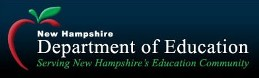 New Hampshire
Department of Education
Serving New Hampshire's Education Community